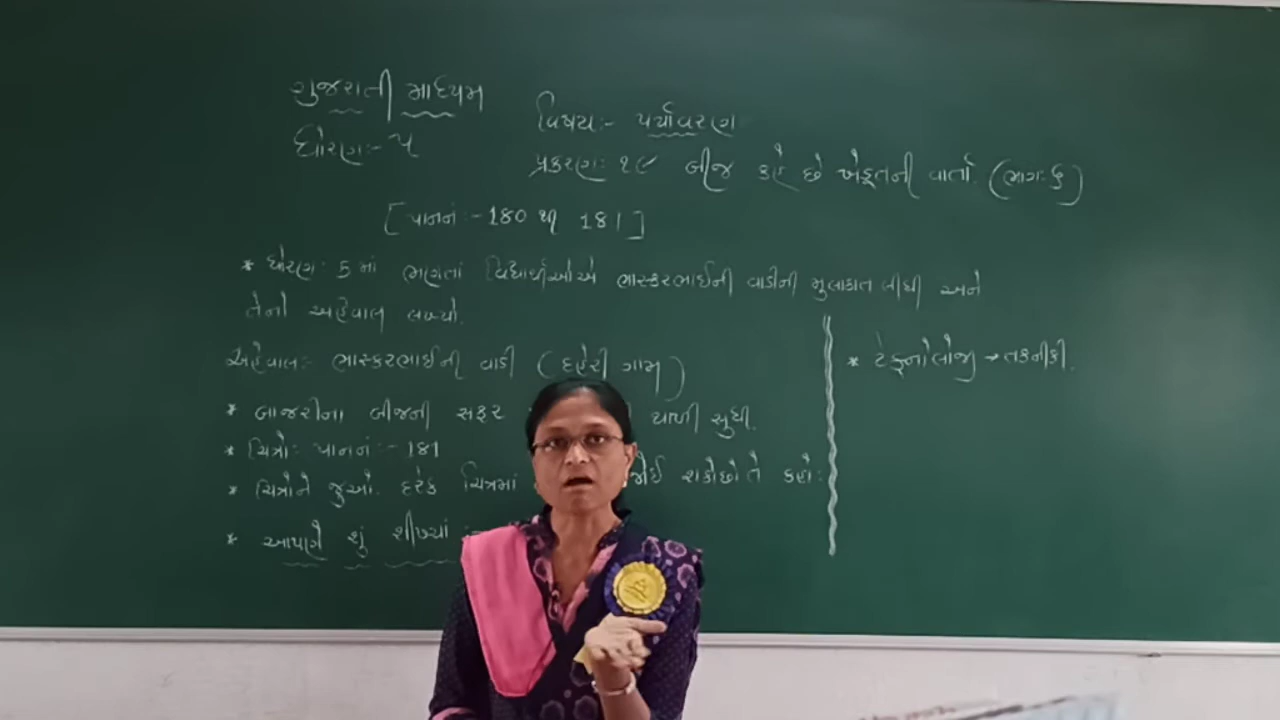 ગુજરાતી માધ્યમ
ધોરણ:- ૫
વિષય:- પર્યાવરણ
પ્રકરણ: ૧૯ બીજ કહે છે ખેડૂતની વાર્તા. (ભાગ: ૬)
[પાનનં:- 180 થી 181]
* ધોરણ: 5 માં ભણતાં વિદ્યાર્થીઓએ ભાસ્કરભાઈની વાડીની મુલાકાત લીધી અને
તેનો અહેવાલ લખ્યો.
અહેવાલ:- ભાસ્કરભાઈની વાડી (દહેરી ગામ)
* બાજરીના બીજની સફર થાળી સુધી.
* ચિત્રો: પાનનં:- 181
* ચિત્રોને જુઓ. દરેક ચિત્રમાં જોઈ શકોછો તે કહો:
* આપણે શું શીખ્યાં :-
* ટેક્નોલોજી → તકનીકી.